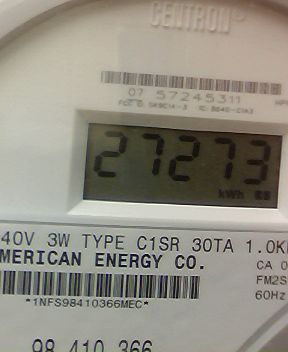 CENTRON
07 57245311
27273
kWh
40V 3W TYPE C1SR 30TA 1.0K
MERICAN ENERGY CO.
CA 0
FM2S
60Hz
*1NFS98410366MEC*
98 410 366